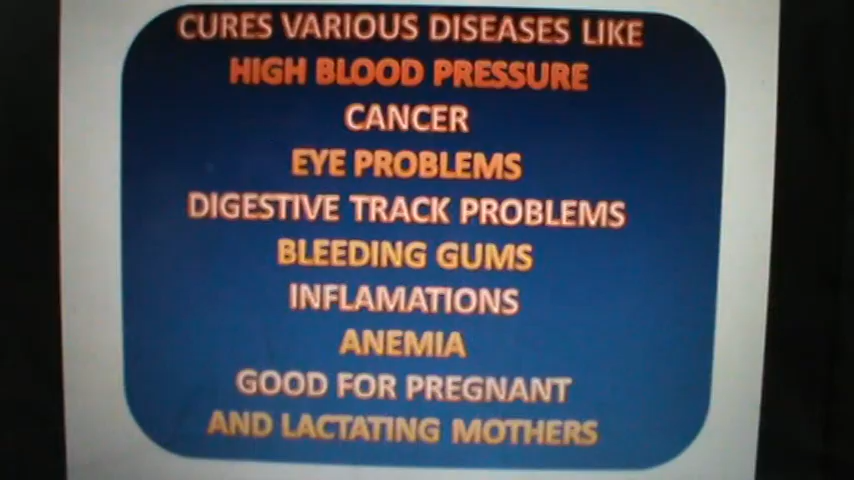 CURES VARIOUS DISEASES LIKE
HIGH BLOOD PRESSURE
CANCER
EYE PROBLEMS
DIGESTIVE TRACK PROBLEMS
BLEEDING GUMS
INFLAMATIONS
ANEMIA
GOOD FOR PREGNANT
AND LACTATING MOTHERS